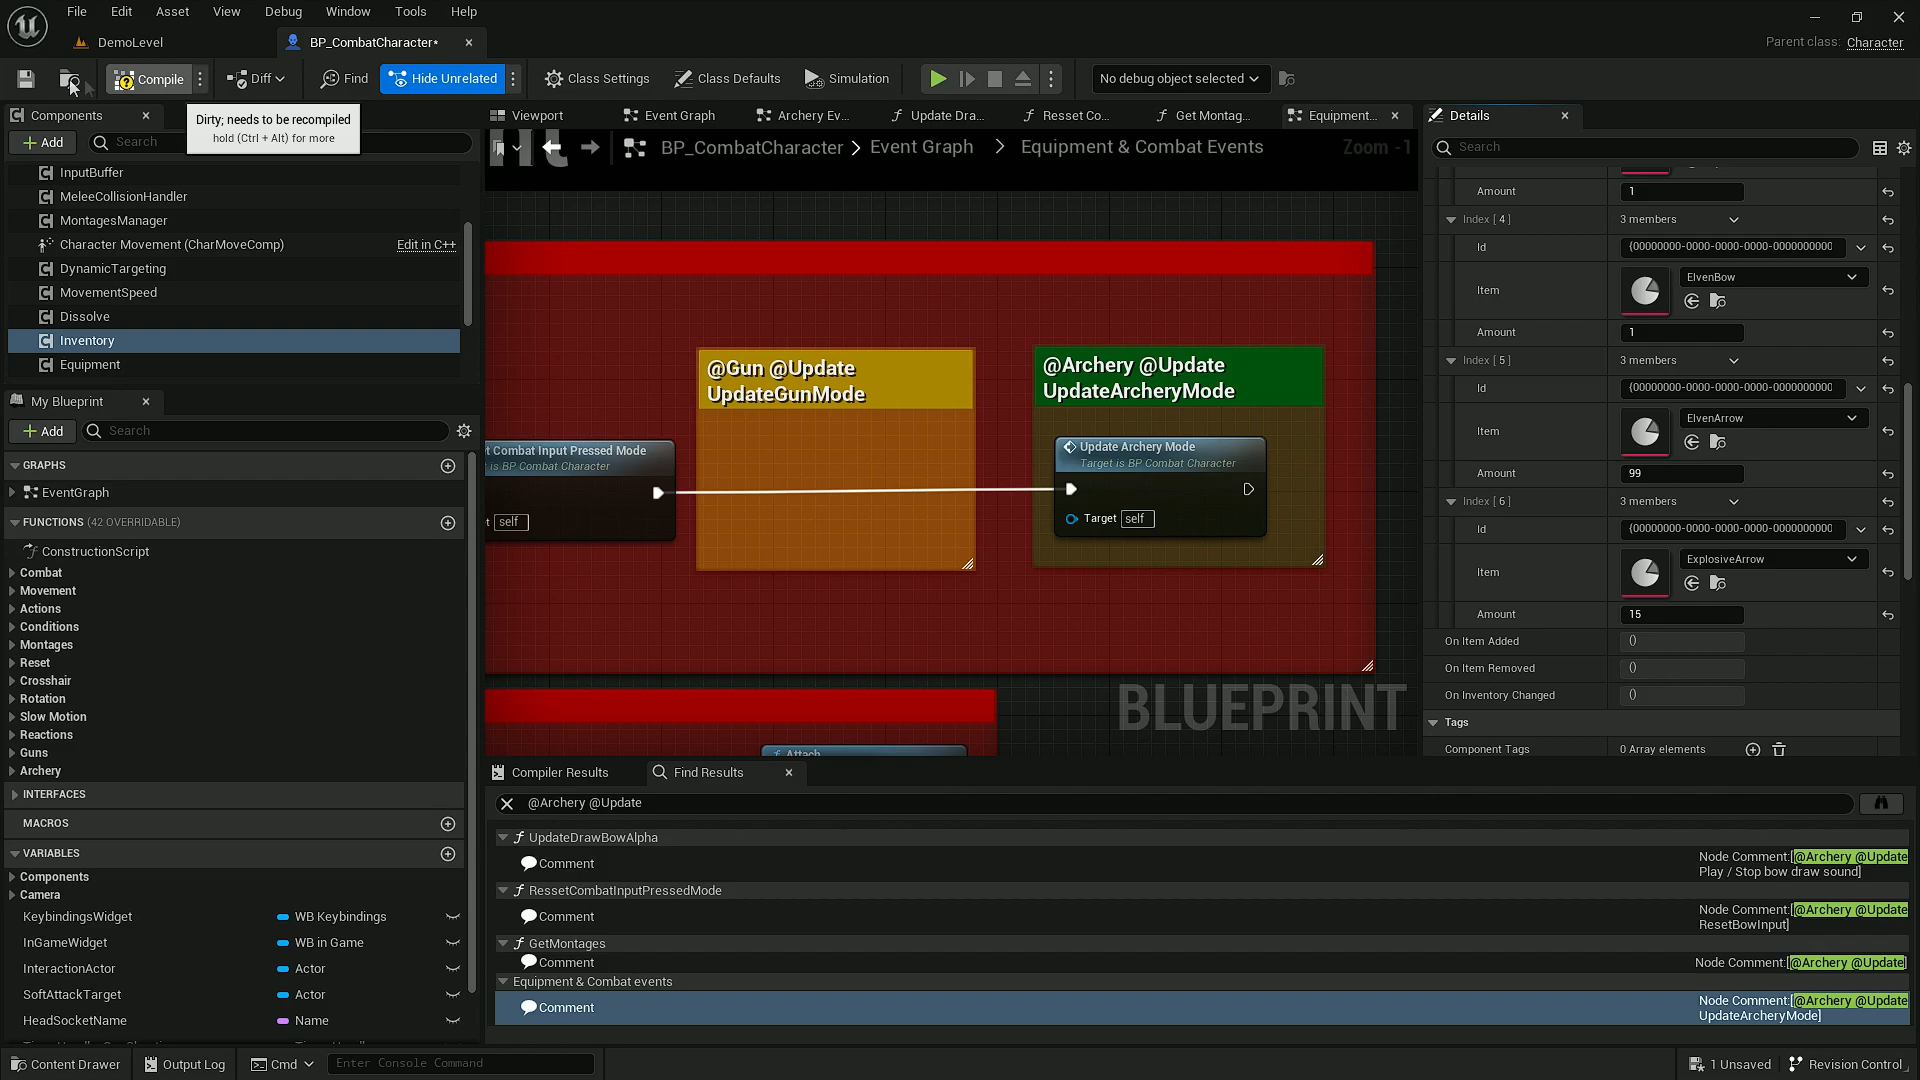 File Edit Asset View Debug Window Tools Help
DemoLevel
BP_CombatCharacter*
Parent class: Character
Compile
Diff
Find
Hide Unrelated
Class Settings
Class Defaults
Simulation
No debug object selected
Dirty; needs to be recompiled
hold (Ctrl + Alt) for more
Components
Add
Search
InputBuffer
MeleeCollisionHandler
MontagesManager
Character Movement (CharMoveComp)
Edit in C++
DynamicTargeting
MovementSpeed
Dissolve
Inventory
Equipment
My Blueprint
Add
Search
GRAPHS
EventGraph
FUNCTIONS (42 OVERRIDABLE)
ConstructionScript
Combat
Movement
Actions
Conditions
Montages
Reset
Crosshair
Rotation
Slow Motion
Reactions
Guns
Archery
INTERFACES
MACROS
VARIABLES
Components
Camera
KeybindingsWidget
WB Keybindings
InGameWidget
WB in Game
InteractionActor
Actor
SoftAttackTarget
Actor
HeadSocketName
Name
Viewport
Event Graph
Archery Ev...
Update Dra...
Resset Co...
Get Montag...
Equipment...
BP_CombatCharacter > Event Graph > Equipment & Combat Events
Zoom -1
@Gun @Update
UpdateGunMode
@Archery @Update
UpdateArcheryMode
t Combat Input Pressed Mode
is BP Combat Character
t self
Update Archery Mode
Target is BP Combat Character
Target self
BLUEPRINT
Attach
Compiler Results
Find Results
@Archery @Update
UpdateDrawBowAlpha
Comment
Node Comment:[@Archery @Update
Play / Stop bow draw sound]
RessetCombatInputPressedMode
Comment
Node Comment:[@Archery @Update
ResetBowInput]
GetMontages
Comment
Node Comment:[@Archery @Update]
Equipment & Combat events
Comment
Node Comment:[@Archery @Update
UpdateArcheryMode]
Details
Search
Amount 1
Index [ 4 ] 3 members
Id {00000000-0000-0000-0000-0000000000
Item ElvenBow
Amount 1
Index [ 5 ] 3 members
Id {00000000-0000-0000-0000-0000000000
Item ElvenArrow
Amount 99
Index [ 6 ] 3 members
Id {00000000-0000-0000-0000-0000000000
Item ExplosiveArrow
Amount 15
On Item Added ()
On Item Removed ()
On Inventory Changed ()
Tags
Component Tags 0 Array elements
Content Drawer
Output Log
Cmd
Enter Console Command
1 Unsaved
Revision Control